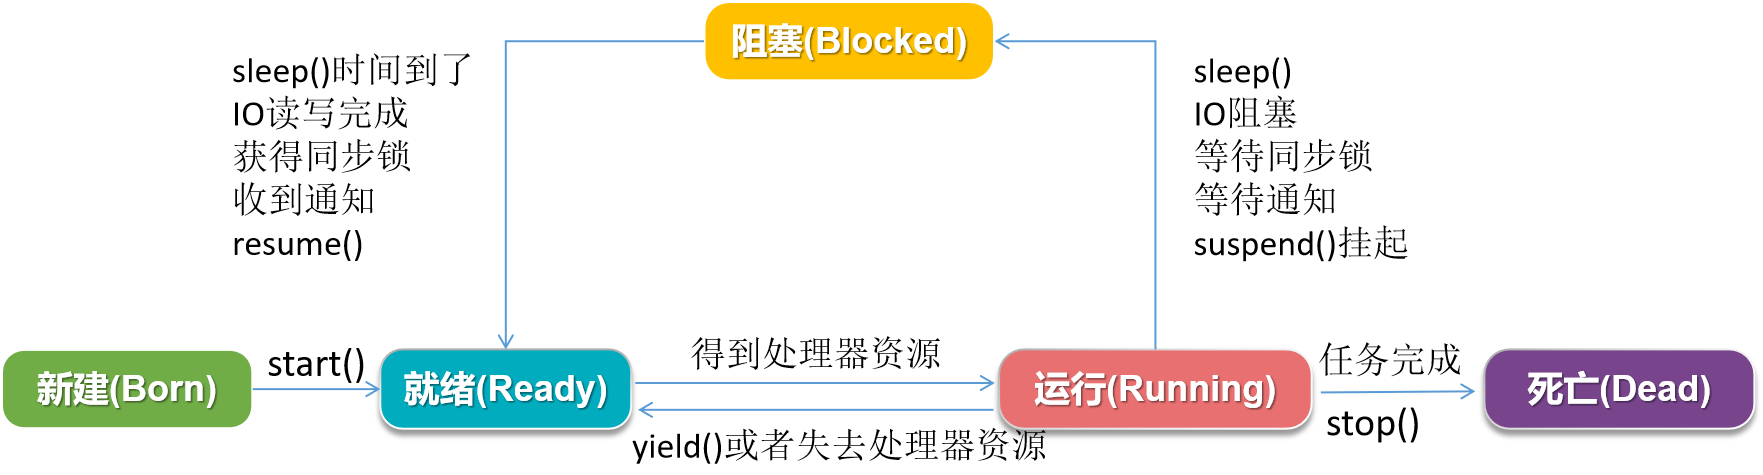 阻塞(Blocked)
sleep()时间到了
IO读写完成
获得同步锁
收到通知
resume()
sleep()
IO阻塞
等待同步锁
等待通知
suspend()挂起
新建(Born)
start()
就绪(Ready)
得到处理器资源
yield()或者失去处理器资源
运行(Running)
任务完成
stop()
死亡(Dead)